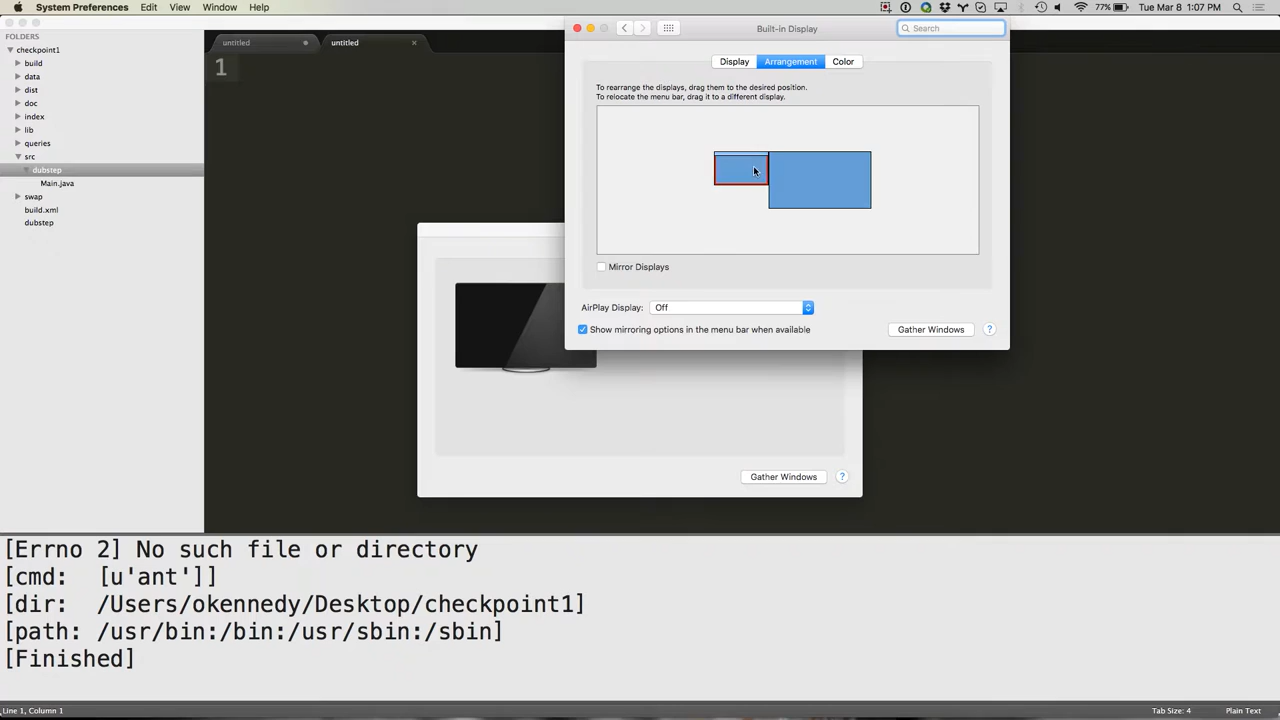 System Preferences Edit View Window Help
77% Tue Mar 8 1:07 PM
FOLDERS
checkpoint1
build
data
dist
doc
index
lib
queries
src
dubstep
Main.java
swap
build.xml
dubstep
untitled
untitled
1
Built-in Display
Search
Display Arrangement Color
To rearrange the displays, drag them to the desired position.
To relocate the menu bar, drag it to a different display.
Mirror Displays
AirPlay Display: Off
Show mirroring options in the menu bar when available
Gather Windows ?
Gather Windows ?
[Errno 2] No such file or directory
[cmd: [u'ant']]
[dir: /Users/okennedy/Desktop/checkpoint1]
[path: /usr/bin:/bin:/usr/sbin:/sbin]
[Finished]
Line 1, Column 1
Tab Size: 4 Plain Text